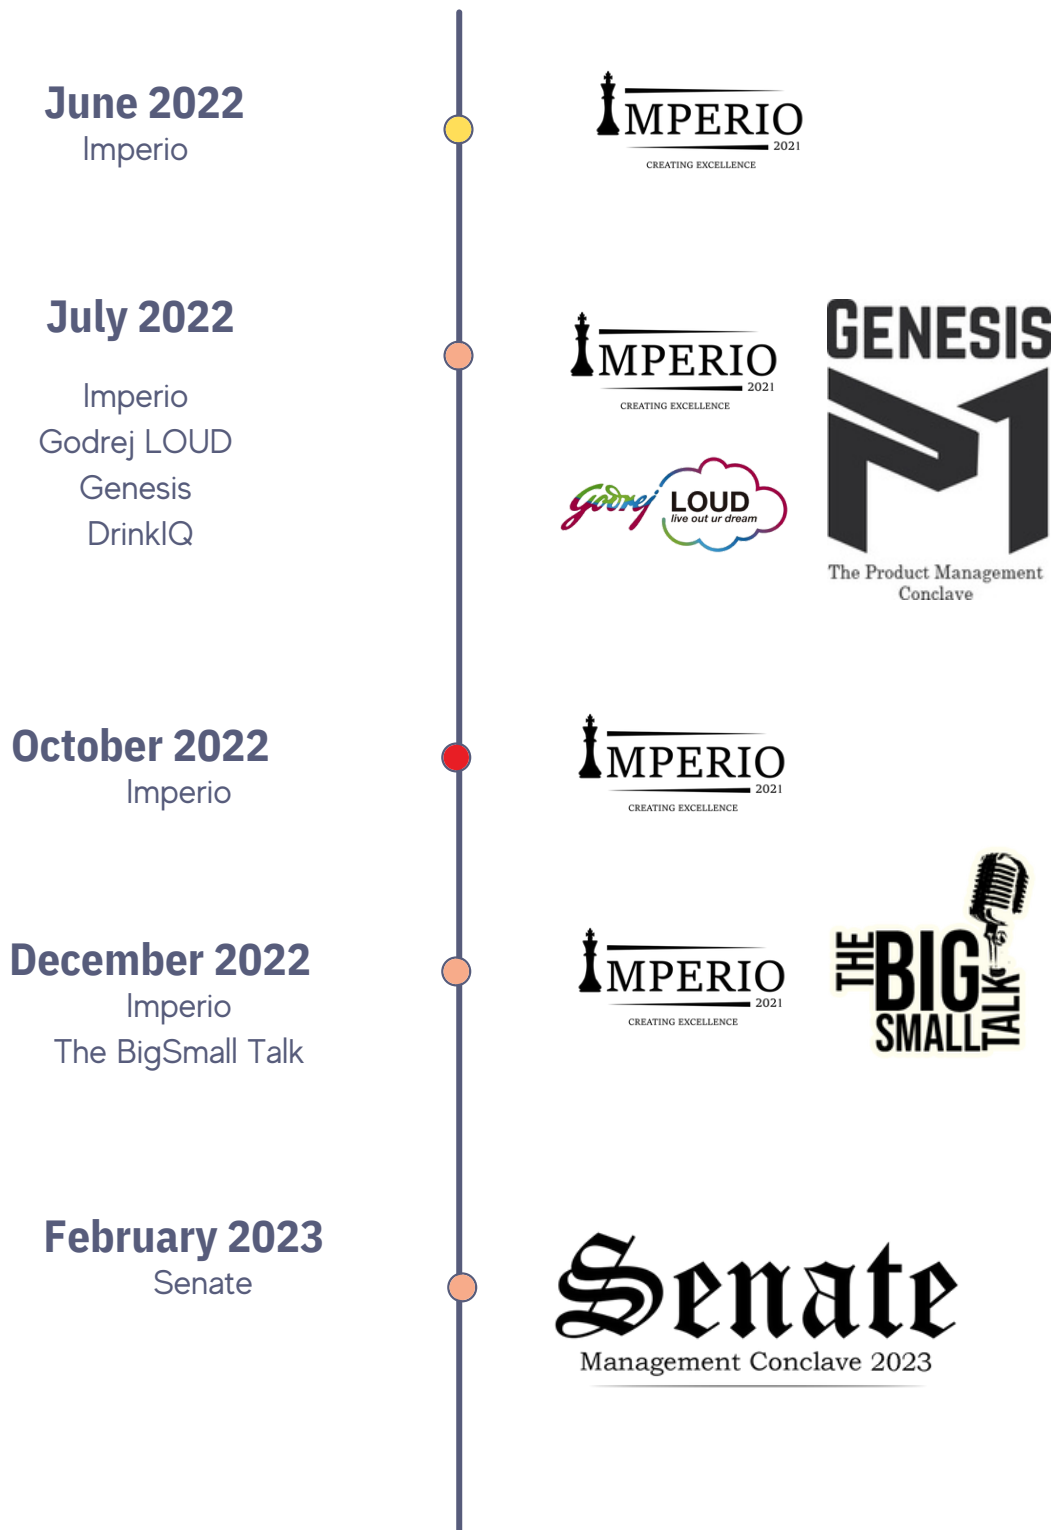 June 2022
Imperio
IMPERIO
2021
CREATING EXCELLENCE
July 2022
Imperio
Godrej LOUD
Genesis
DrinkIQ
IMPERIO
2021
CREATING EXCELLENCE
Godrej LOUD
live out ur dream
GENESIS
PM
The Product Management
Conclave
October 2022
Imperio
IMPERIO
2021
CREATING EXCELLENCE
December 2022
Imperio
The BigSmall Talk
IMPERIO
2021
CREATING EXCELLENCE
THE
BIG
SMALL
TALK
February 2023
Senate
Senate
Management Conclave 2023